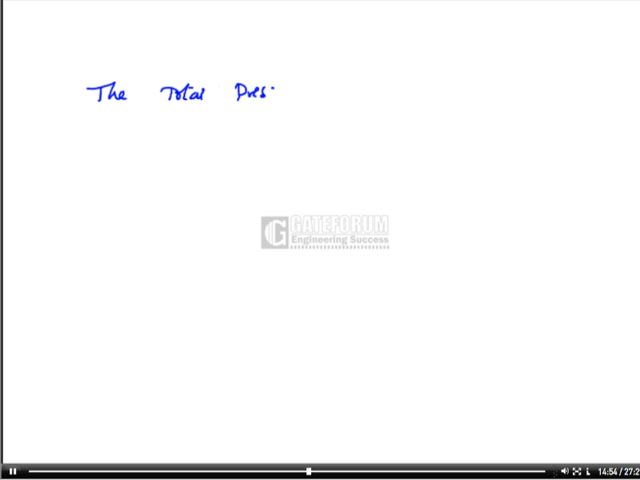 The Total Pres
GATEFORUM
Engineering Success
14:54 / 27:2